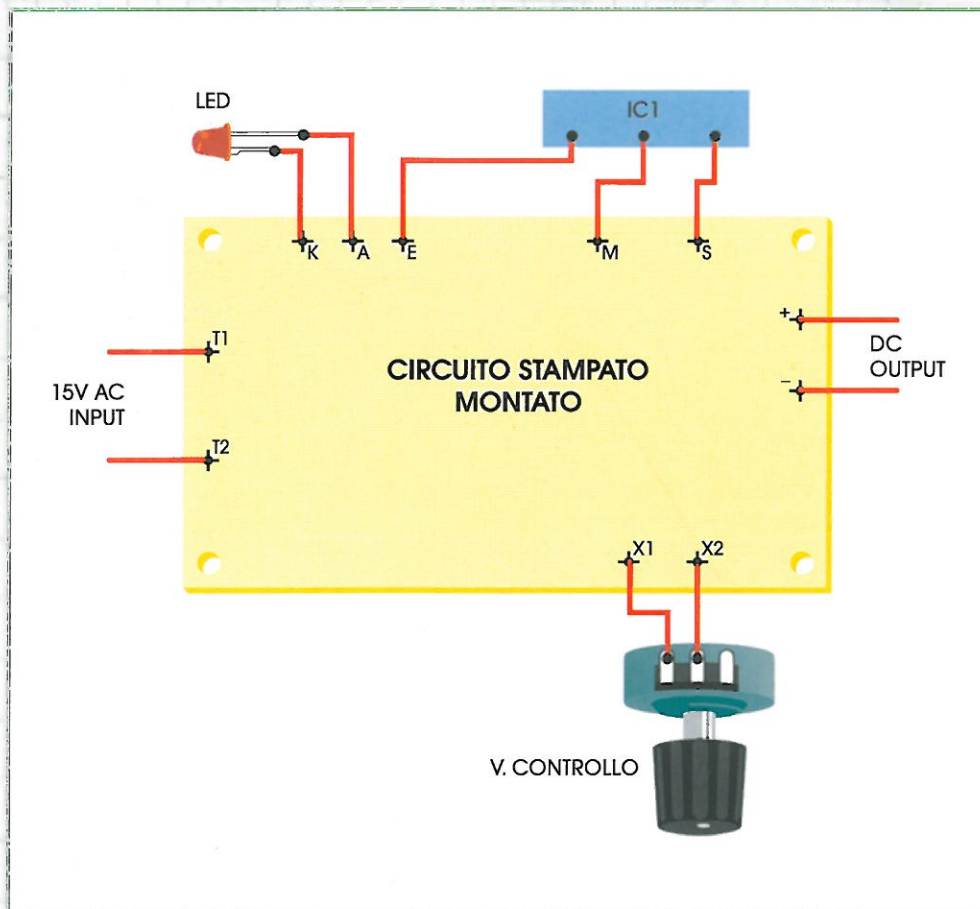 LED
IC1
K
A
E
M
S
T1
+
CIRCUITO STAMPATO
MONTATO
DC
OUTPUT
15V AC
INPUT
–
T2
X1
X2
V. CONTROLLO